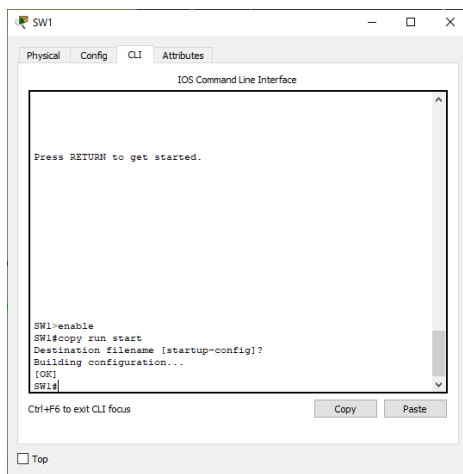 SW1
Physical Config CLI Attributes
IOS Command Line Interface
Press RETURN to get started.
SW1>enable
SW1#copy run start
Destination filename [startup-config]?
Building configuration...
[OK]
SW1#
Ctrl+F6 to exit CLI focus
Copy Paste
Top